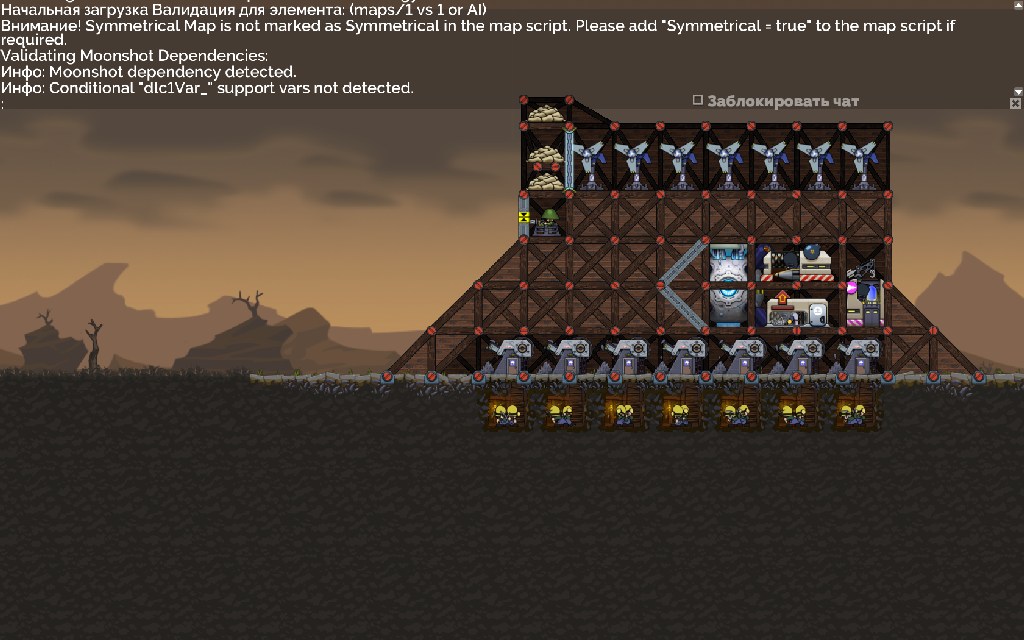 Начальная загрузка Валидация для элемента: (maps/1 vs 1 or AI)
Внимание! Symmetrical Map is not marked as Symmetrical in the map script. Please add "Symmetrical = true" to the map script if
required.
Validating Moonshot Dependencies:
Инфо: Moonshot dependency detected.
Инфо: Conditional "dlc1Var_" support vars not detected.
:
Заблокировать чат